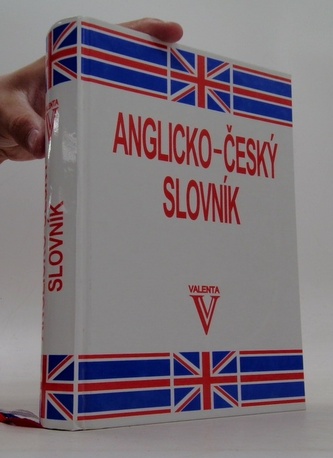 ANGLICKO-ČESKÝ
SLOVNÍK
VALENTA
V
VALENTA
V
SLOVNÍK